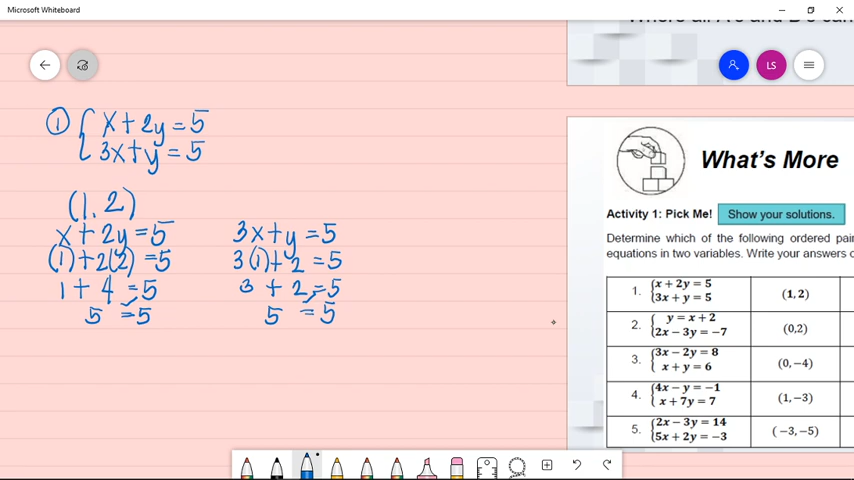 Microsoft Whiteboard
Where all A's and B's can
LS
① { x + 2y = 5
3x + y = 5
(1, 2)
x + 2y = 5
(1) + 2(2) = 5
1 + 4 = 5
5 = 5
3x + y = 5
3(1) + 2 = 5
3 + 2 = 5
5 = 5
What's More
Activity 1: Pick Me! Show your solutions.
Determine which of the following ordered pair
equations in two variables. Write your answers o
1. { x + 2y = 5
3x + y = 5
(1, 2)
2. { y = x + 2
2x − 3y = −7
(0,2)
3. { 3x − 2y = 8
x + y = 6
(0, −4)
4. { 4x − y = −1
x + 7y = 7
(1, −3)
5. { 2x − 3y = 14
5x + 2y = −3
(−3, −5)